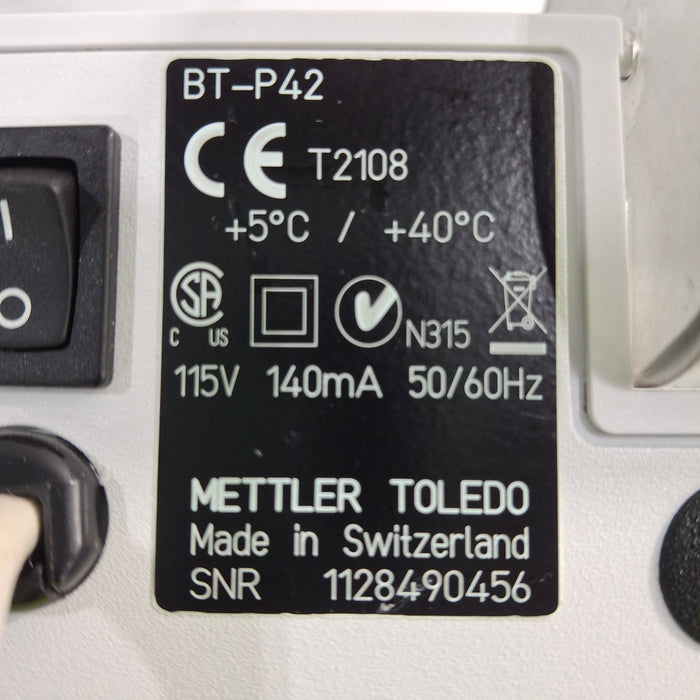 BT-P42
CE T2108
+5°C / +40°C
CSA
C US N315
115V 140mA 50/60Hz
METTLER TOLEDO
Made in Switzerland
SNR 1128490456
I
O